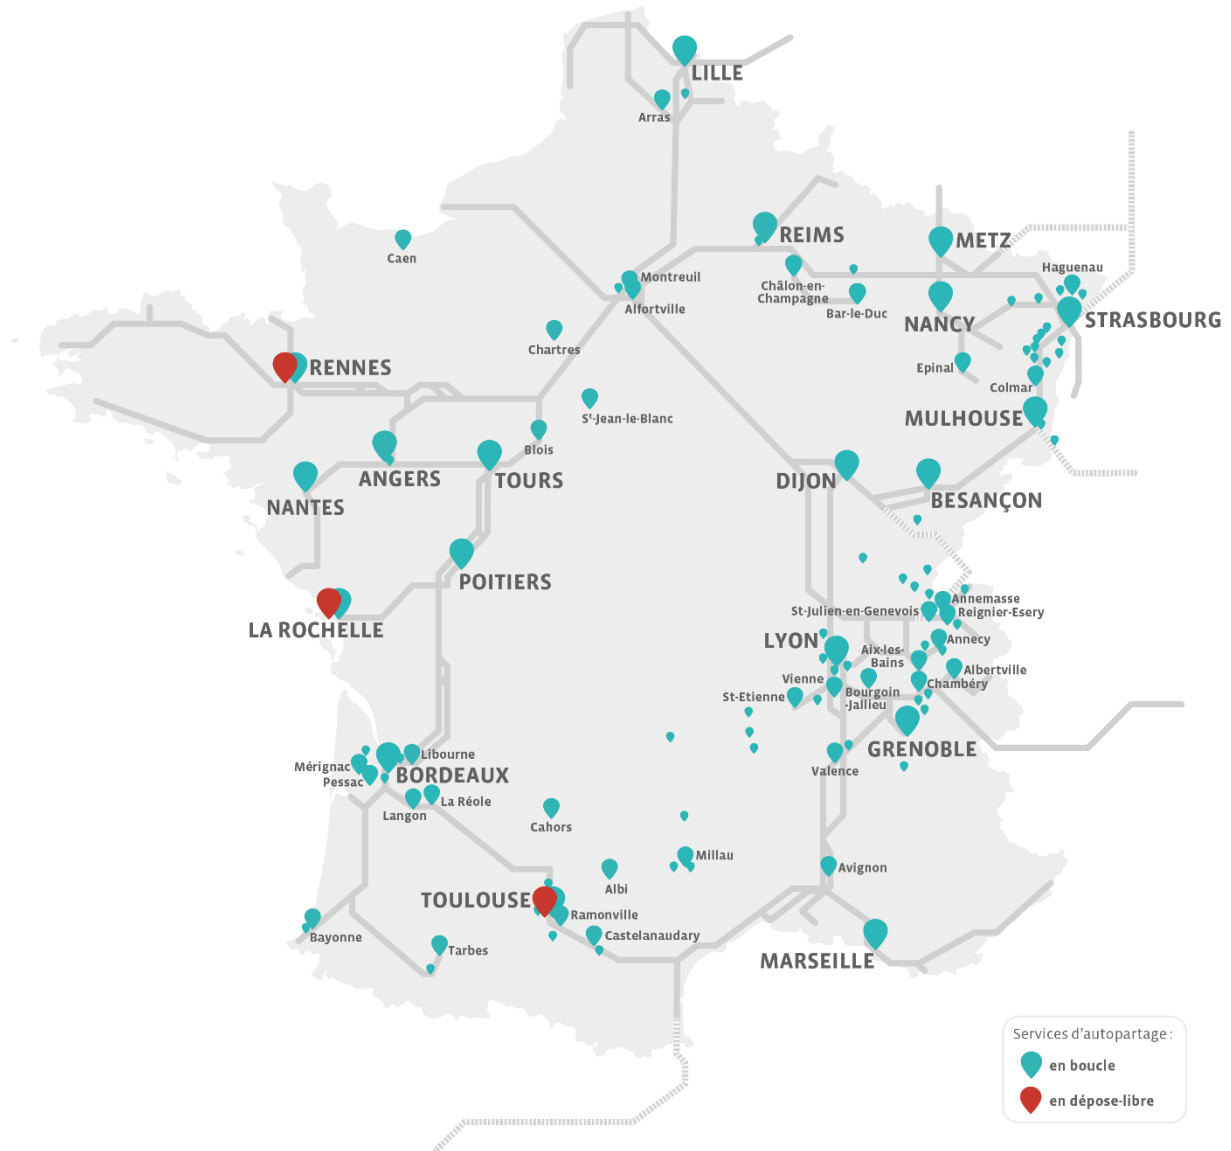 LILLE
Arras
REIMS
METZ
Caen
Haguenau
Montreuil
Châlon-en-
Champagne
Alfortville
Bar-le-Duc
NANCY
STRASBOURG
Chartres
RENNES
Epinal
Colmar
St-Jean-le-Blanc
MULHOUSE
Blois
ANGERS
TOURS
DIJON
NANTES
BESANÇON
POITIERS
Annemasse
St-Julien-en-Genevois
Reignier-Esery
LA ROCHELLE
LYON
Annecy
Aix-les-
Bains
Albertville
Vienne
Chambéry
St-Etienne
Bourgoin
-Jallieu
GRENOBLE
Libourne
Mérignac
Valence
BORDEAUX
Pessac
La Réole
Langon
Cahors
Millau
Avignon
Albi
TOULOUSE
Ramonville
Bayonne
Castelanaudary
Tarbes
MARSEILLE
Services d'autopartage :
en boucle
en dépose-libre